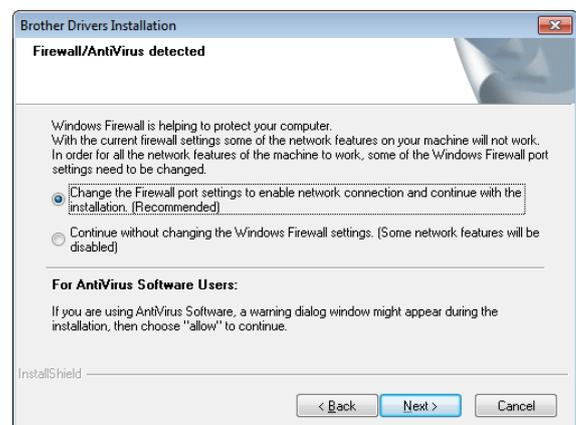 Brother Drivers Installation
Firewall/AntiVirus detected
Windows Firewall is helping to protect your computer.
With the current firewall settings some of the network features on your machine will not work.
In order for all the network features of the machine to work, some of the Windows Firewall port
settings need to be changed.
Change the Firewall port settings to enable network connection and continue with the
installation. (Recommended)
Continue without changing the Windows Firewall settings. (Some network features will be
disabled)
For AntiVirus Software Users:
If you are using AntiVirus Software, a warning dialog window might appear during the
installation, then choose "allow" to continue.
InstallShield
< Back Next > Cancel